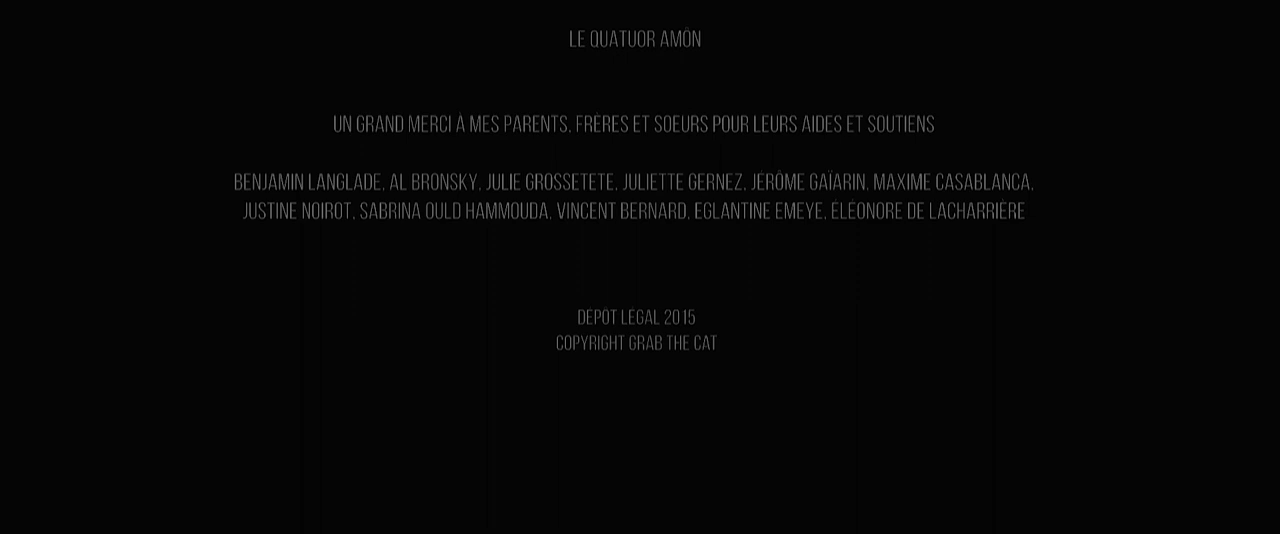 LE QUATUOR AMÔN
UN GRAND MERCI À MES PARENTS, FRÈRES ET SOEURS POUR LEURS AIDES ET SOUTIENS
BENJAMIN LANGLADE, AL BRONSKY, JULIE GROSSETETE, JULIETTE GERNEZ, JÉRÔME GAÏARIN, MAXIME CASABLANCA,
JUSTINE NOIROT, SABRINA OULD HAMMOUDA, VINCENT BERNARD, EGLANTINE EMEYE, ÉLÉONORE DE LACHARRIÈRE
DÉPÔT LÉGAL 2015
COPYRIGHT GRAB THE CAT